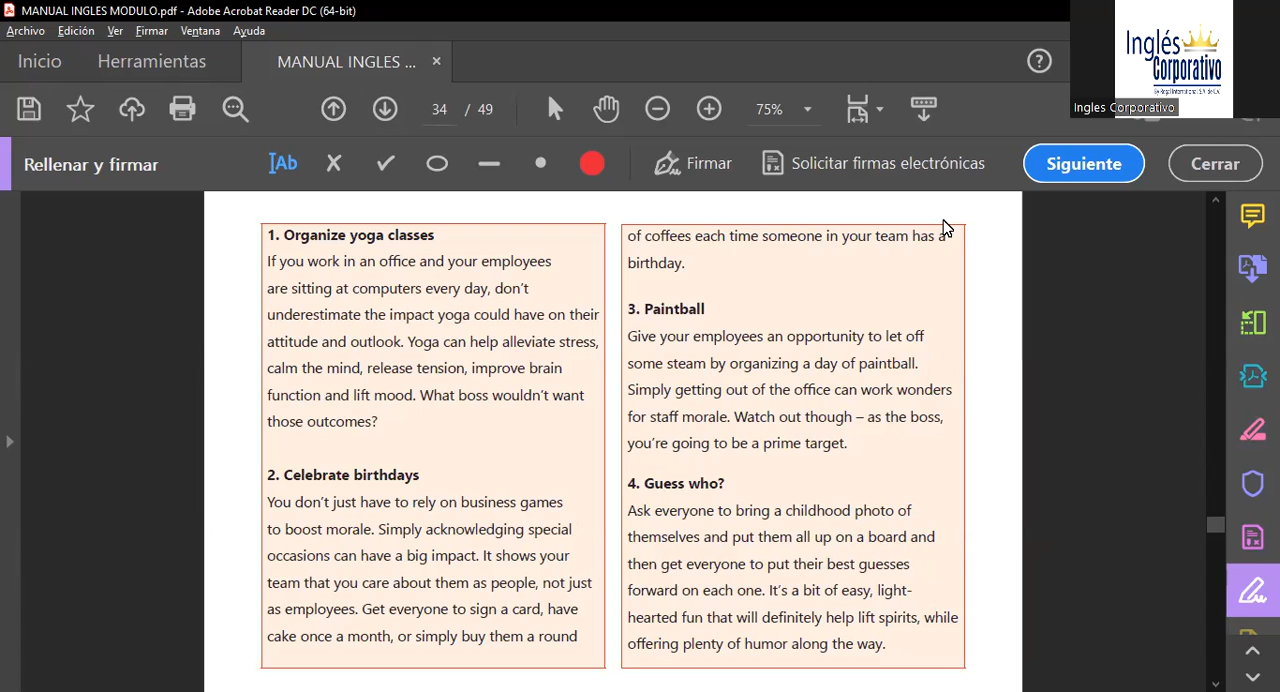 MANUAL INGLES MODULO.pdf - Adobe Acrobat Reader DC (64-bit)
Archivo Edición Ver Firmar Ventana Ayuda
Inicio Herramientas MANUAL INGLES ... ×
34 / 49 75%
Rellenar y firmar Ab Firmar Solicitar firmas electrónicas Siguiente Cerrar
Inglés
Corporativo
Ingles Corporativo
1. Organize yoga classes
If you work in an office and your employees
are sitting at computers every day, don’t
underestimate the impact yoga could have on their
attitude and outlook. Yoga can help alleviate stress,
calm the mind, release tension, improve brain
function and lift mood. What boss wouldn’t want
those outcomes?
2. Celebrate birthdays
You don’t just have to rely on business games
to boost morale. Simply acknowledging special
occasions can have a big impact. It shows your
team that you care about them as people, not just
as employees. Get everyone to sign a card, have
cake once a month, or simply buy them a round
of coffees each time someone in your team has a
birthday.
3. Paintball
Give your employees an opportunity to let off
some steam by organizing a day of paintball.
Simply getting out of the office can work wonders
for staff morale. Watch out though – as the boss,
you’re going to be a prime target.
4. Guess who?
Ask everyone to bring a childhood photo of
themselves and put them all up on a board and
then get everyone to put their best guesses
forward on each one. It’s a bit of easy, light-
hearted fun that will definitely help lift spirits, while
offering plenty of humor along the way.